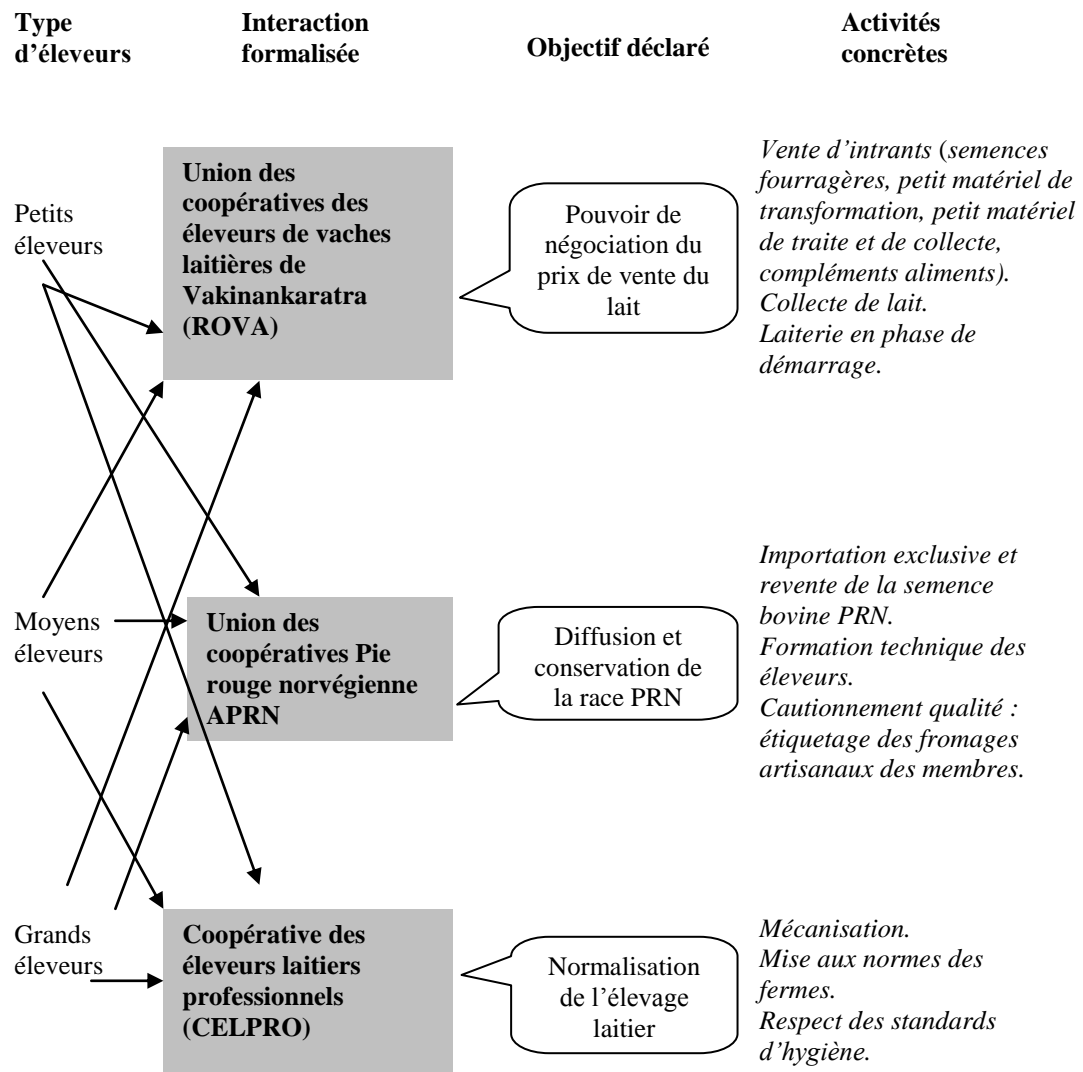 Type
d’éleveurs
Interaction
formalisée
Objectif déclaré
Activités
concrètes
Petits
éleveurs
Union des
coopératives des
éleveurs de vaches
laitières de
Vakinankaratra
(ROVA)
Pouvoir de
négociation du
prix de vente du
lait
Vente d’intrants (semences
fourragères, petit matériel de
transformation, petit matériel
de traite et de collecte,
compléments aliments).
Collecte de lait.
Laiterie en phase de
démarrage.
Moyens
éleveurs
Union des
coopératives Pie
rouge norvégienne
APRN
Diffusion et
conservation de
la race PRN
Importation exclusive et
revente de la semence
bovine PRN.
Formation technique des
éleveurs.
Cautionnement qualité :
étiquetage des fromages
artisanaux des membres.
Grands
éleveurs
Coopérative des
éleveurs laitiers
professionnels
(CELPRO)
Normalisation
de l’élevage
laitier
Mécanisation.
Mise aux normes des
fermes.
Respect des standards
d’hygiène.